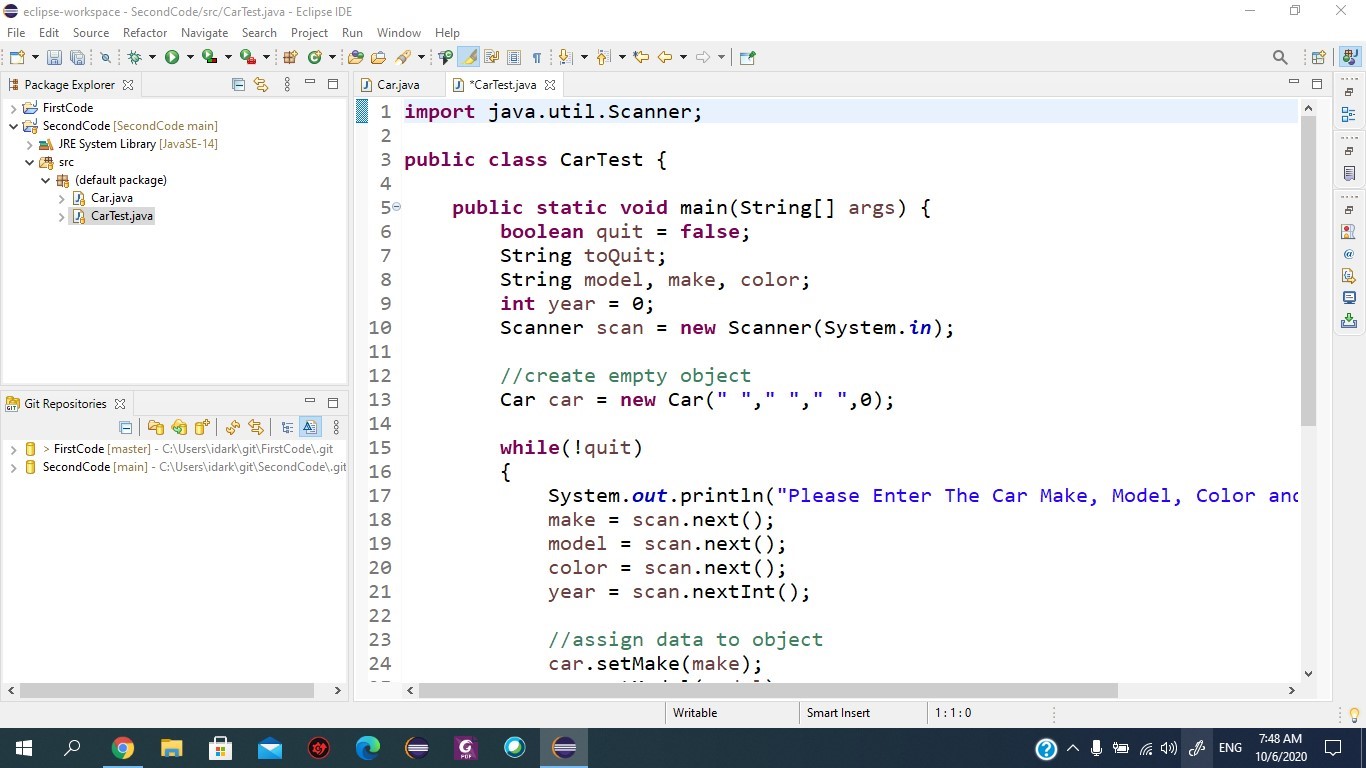 eclipse-workspace - SecondCode/src/CarTest.java - Eclipse IDE
File Edit Source Refactor Navigate Search Project Run Window Help
Package Explorer
FirstCode
SecondCode [SecondCode main]
JRE System Library [JavaSE-14]
src
(default package)
Car.java
CarTest.java
Git Repositories
> FirstCode [master] - C:\Users\idark\git\FirstCode\.git
SecondCode [main] - C:\Users\idark\git\SecondCode\.git
Car.java *CarTest.java
1 import java.util.Scanner;
2
3 public class CarTest {
4
5 public static void main(String[] args) {
6 boolean quit = false;
7 String toQuit;
8 String model, make, color;
9 int year = 0;
10 Scanner scan = new Scanner(System.in);
11
12 //create empty object
13 Car car = new Car(" "," "," ",0);
14
15 while(!quit)
16 {
17 System.out.println("Please Enter The Car Make, Model, Color and
18 make = scan.next();
19 model = scan.next();
20 color = scan.next();
21 year = scan.nextInt();
22
23 //assign data to object
24 car.setMake(make);
Writable Smart Insert 1 : 1 : 0
ENG
7:48 AM
10/6/2020